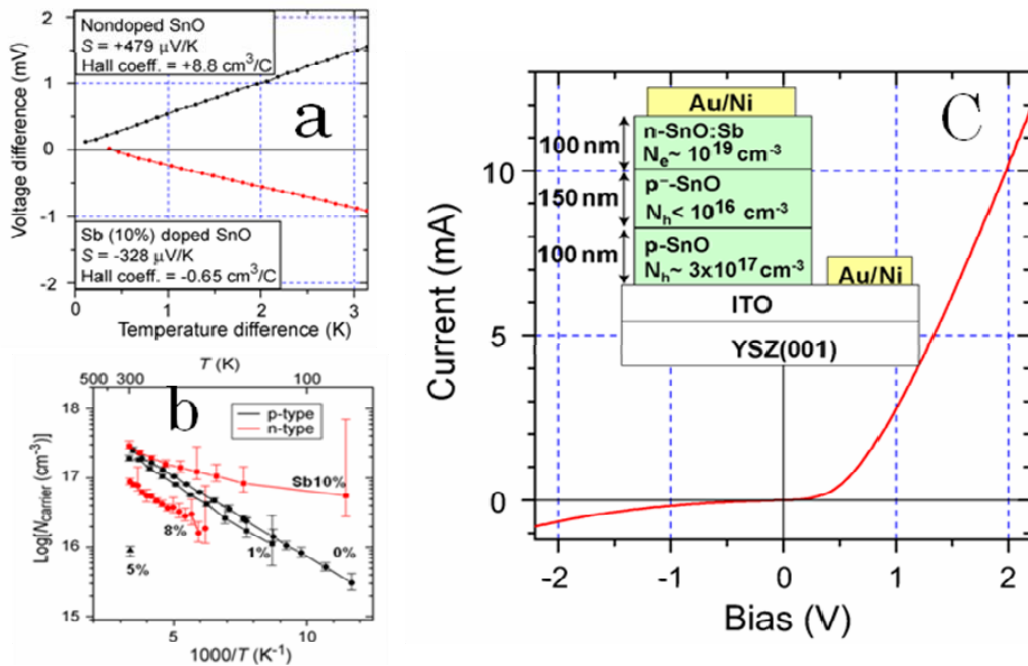 a
Nondoped SnO
S = +479 μV/K
Hall coeff. = +8.8 cm³/C
Sb (10%) doped SnO
S = -328 μV/K
Hall coeff. = -0.65 cm³/C
Voltage difference (mV)
2
1
0
-1
-2
0 1 2 3
Temperature difference (K)
b
T (K)
500 300 100
p-type
n-type
Sb10%
8%
1%
0%
5%
Log[N carrier (cm⁻³)
18
17
16
15
5 10
1000/T (K⁻¹)
C
Au/Ni
100 nm
n-SnO:Sb
Nₑ~ 10¹⁹ cm⁻³
150 nm
p⁻-SnO
Nₕ< 10¹⁶ cm⁻³
100 nm
p-SnO
Nₕ~ 3x10¹⁷cm⁻³
Au/Ni
ITO
YSZ(001)
Current (mA)
10
5
0
-2 -1 0 1 2
Bias (V)